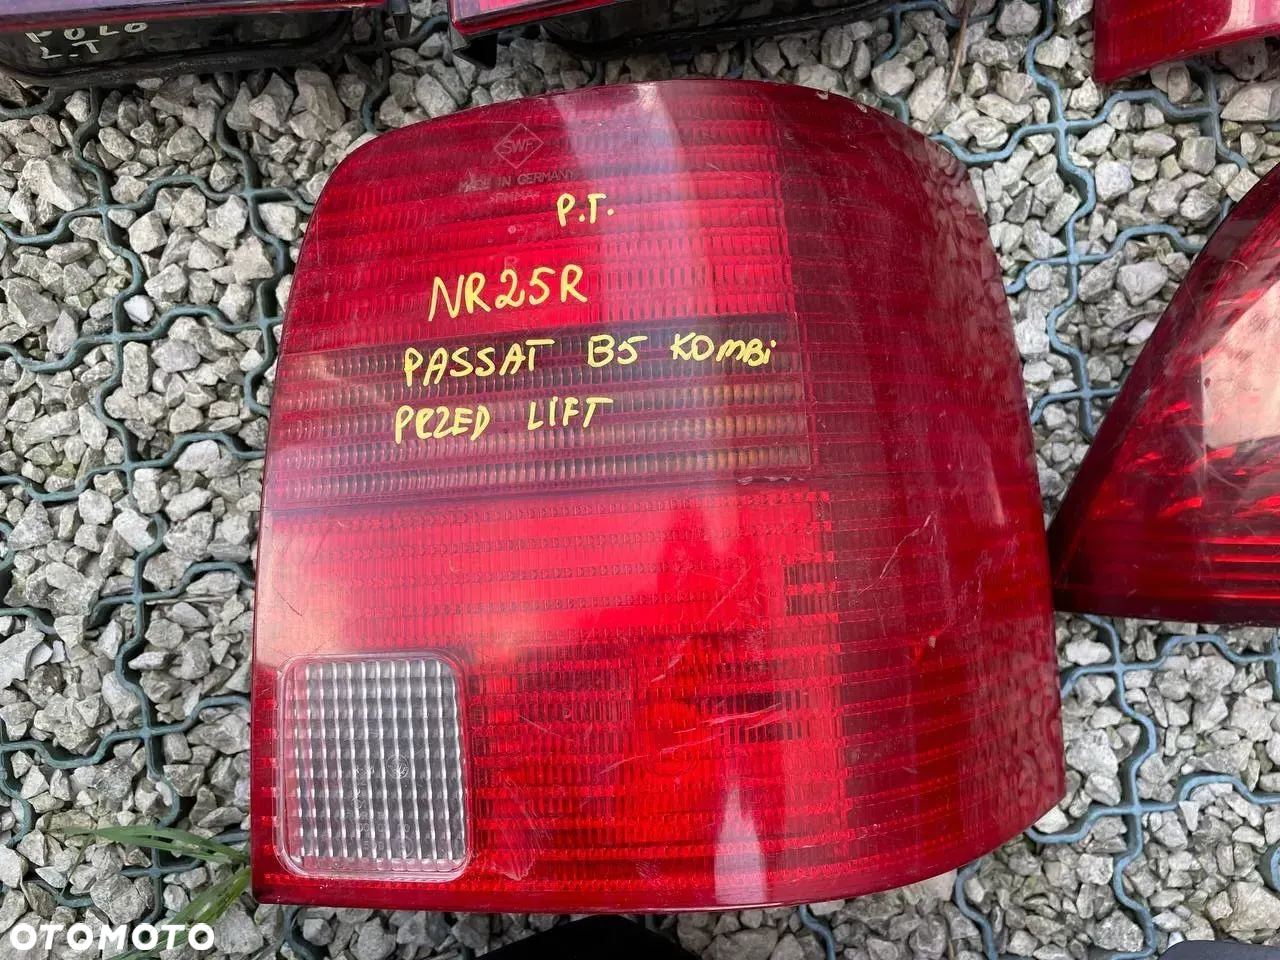 POLO
L.T
SWF
MADE IN GERMANY
P.T.
R
NR25R
PASSAT B5 KOMBi
PRZED LIFT
OTOMOTO